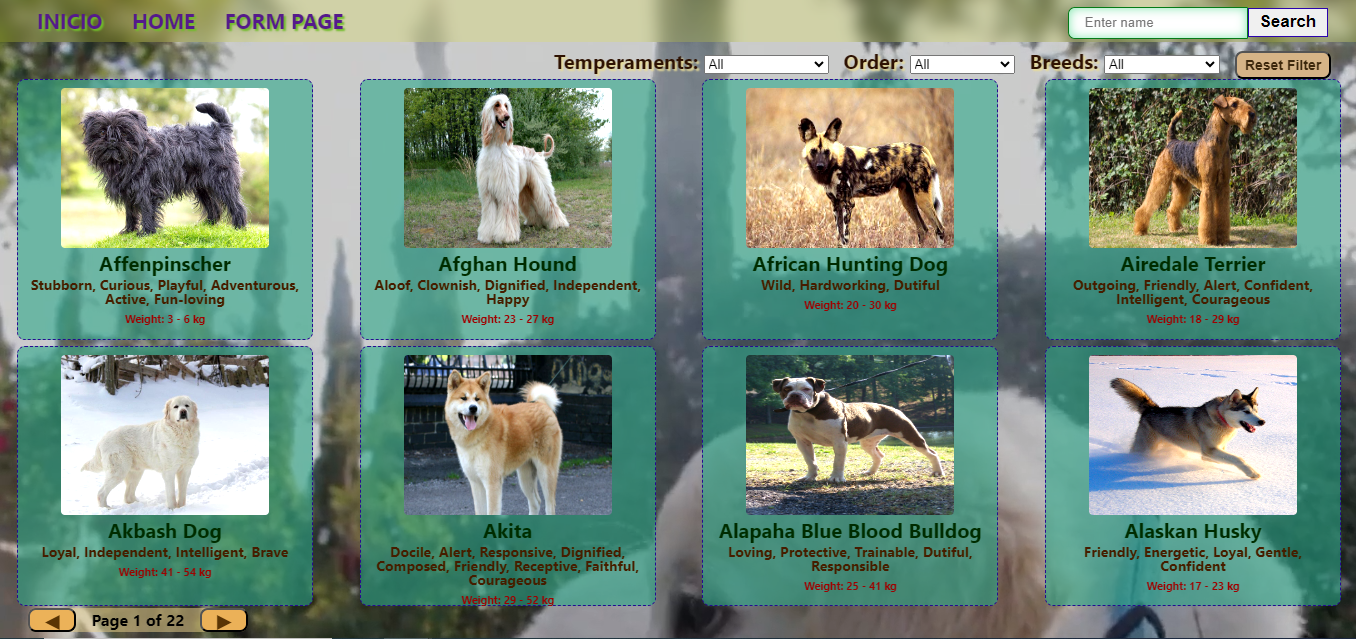 INICIO HOME FORM PAGE Enter name Search
Temperaments: All Order: All Breeds: All Reset Filter
Affenpinscher
Stubborn, Curious, Playful, Adventurous,
Active, Fun-loving
Weight: 3 - 6 kg
Afghan Hound
Aloof, Clownish, Dignified, Independent,
Happy
Weight: 23 - 27 kg
African Hunting Dog
Wild, Hardworking, Dutiful
Weight: 20 - 30 kg
Airedale Terrier
Outgoing, Friendly, Alert, Confident,
Intelligent, Courageous
Weight: 18 - 29 kg
Akbash Dog
Loyal, Independent, Intelligent, Brave
Weight: 41 - 54 kg
Akita
Docile, Alert, Responsive, Dignified,
Composed, Friendly, Receptive, Faithful,
Courageous
Weight: 29 - 52 kg
Alapaha Blue Blood Bulldog
Loving, Protective, Trainable, Dutiful,
Responsible
Weight: 25 - 41 kg
Alaskan Husky
Friendly, Energetic, Loyal, Gentle,
Confident
Weight: 17 - 23 kg
◀ Page 1 of 22 ▶